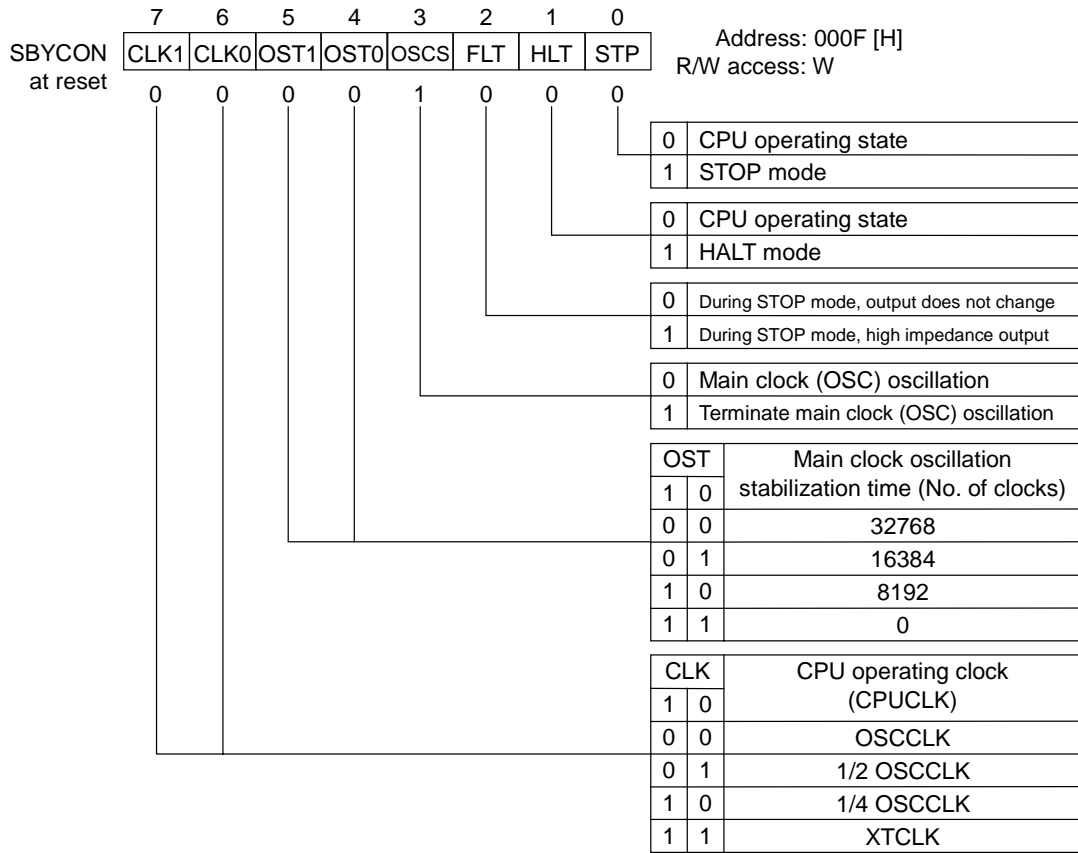 7 6 5 4 3 2 1 0
SBYCON CLK1 CLK0 OST1 OST0 OSCS FLT HLT STP
at reset 0 0 0 0 1 0 0 0
Address: 000F [H]
R/W access: W
0 CPU operating state
1 STOP mode
0 CPU operating state
1 HALT mode
0 During STOP mode, output does not change
1 During STOP mode, high impedance output
0 Main clock (OSC) oscillation
1 Terminate main clock (OSC) oscillation
OST Main clock oscillation
1 0 stabilization time (No. of clocks)
0 0 32768
0 1 16384
1 0 8192
1 1 0
CLK CPU operating clock
1 0 (CPUCLK)
0 0 OSCCLK
0 1 1/2 OSCCLK
1 0 1/4 OSCCLK
1 1 XTCLK